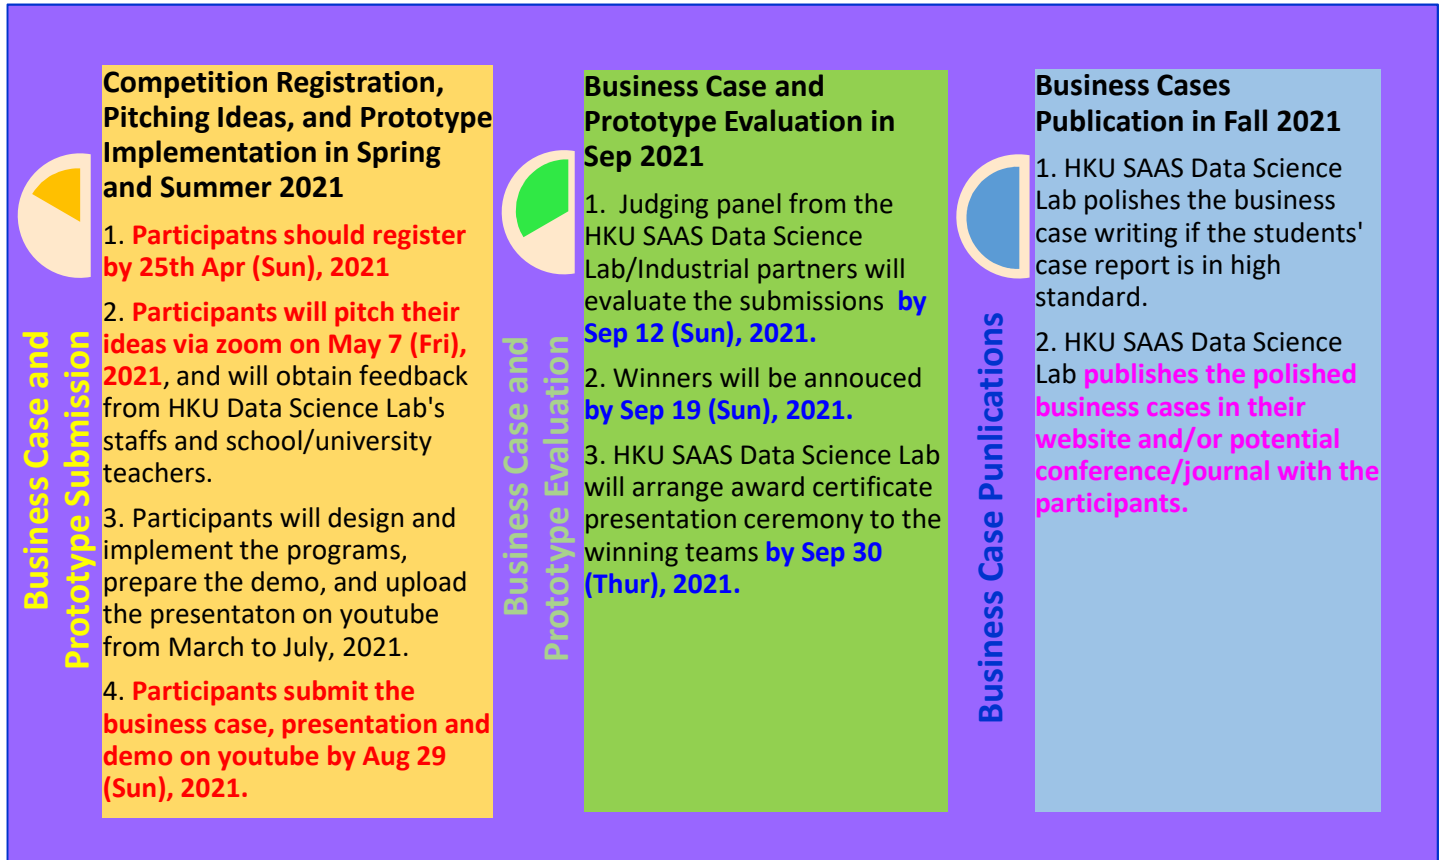 Business Case and
Prototype Submission
Competition Registration,
Pitching Ideas, and Prototype
Implementation in Spring
and Summer 2021
1. Participatns should register
by 25th Apr (Sun), 2021
2. Participants will pitch their
ideas via zoom on May 7 (Fri),
2021, and will obtain feedback
from HKU Data Science Lab's
staffs and school/university
teachers.
3. Participants will design and
implement the programs,
prepare the demo, and upload
the presentaton on youtube
from March to July, 2021.
4. Participants submit the
business case, presentation and
demo on youtube by Aug 29
(Sun), 2021.
Business Case and
Prototype Evaluation
Business Case and
Prototype Evaluation in
Sep 2021
1. Judging panel from the
HKU SAAS Data Science
Lab/Industrial partners will
evaluate the submissions by
Sep 12 (Sun), 2021.
2. Winners will be annouced
by Sep 19 (Sun), 2021.
3. HKU SAAS Data Science Lab
will arrange award certificate
presentation ceremony to the
winning teams by Sep 30
(Thur), 2021.
Business Case Punlications
Business Cases
Publication in Fall 2021
1. HKU SAAS Data Science
Lab polishes the business
case writing if the students'
case report is in high
standard.
2. HKU SAAS Data Science
Lab publishes the polished
business cases in their
website and/or potential
conference/journal with the
participants.